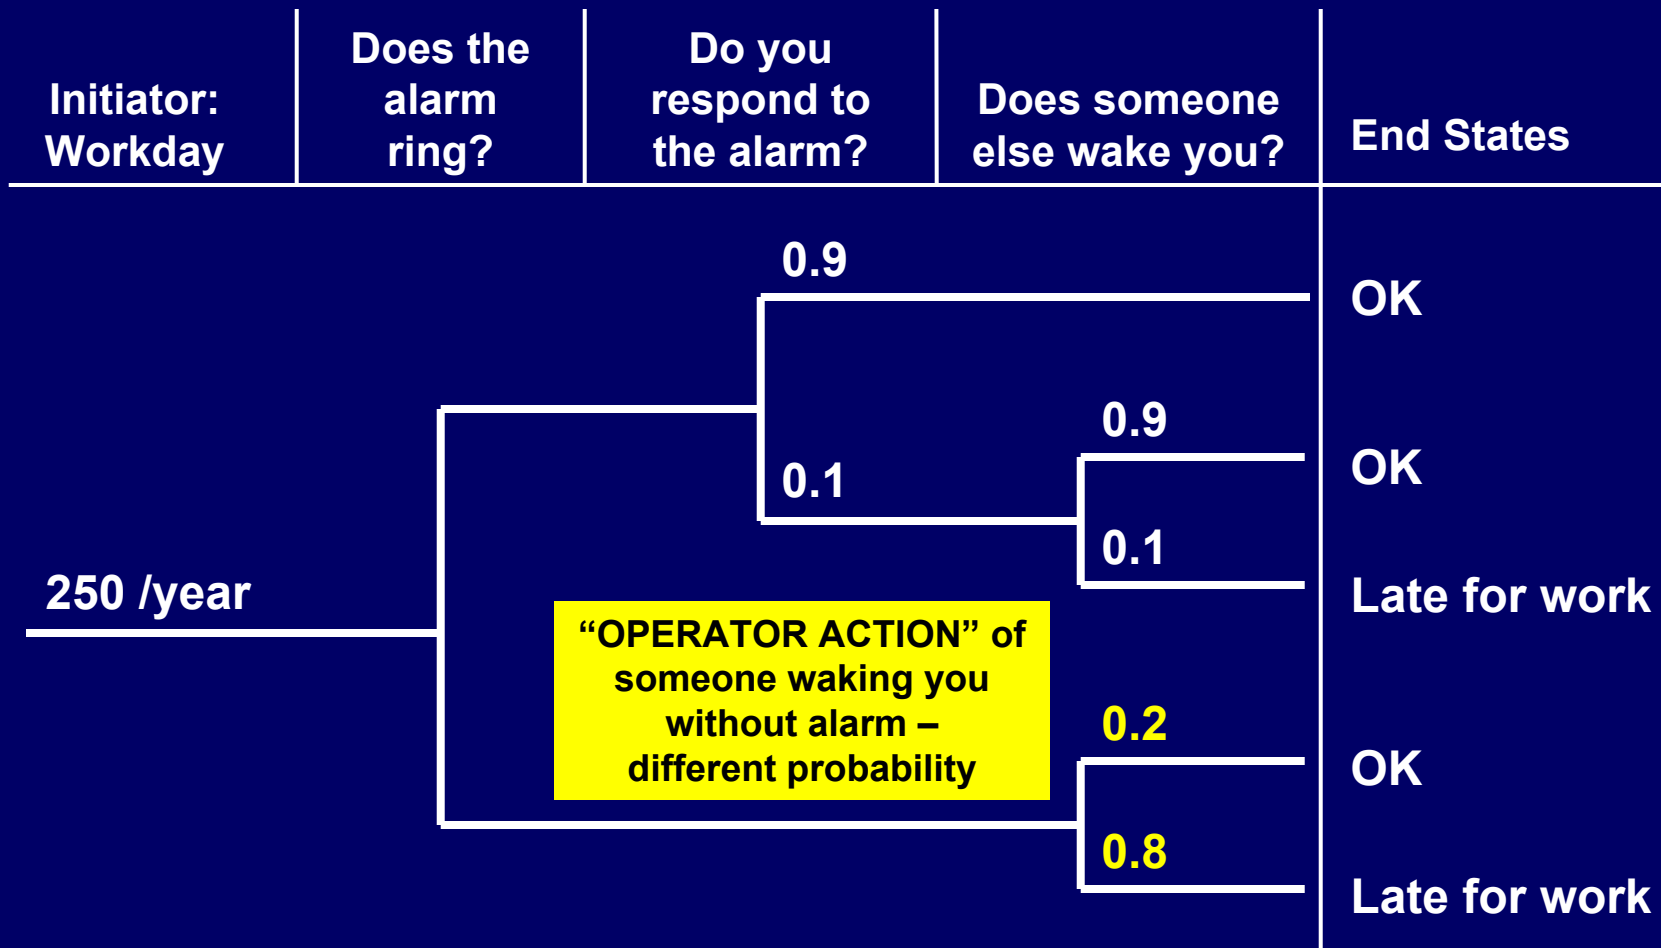 Initiator:
Workday
Does the
alarm
ring?
Do you
respond to
the alarm?
Does someone
else wake you?
End States
0.9
OK
0.9
OK
0.1
0.1
Late for work
250 /year
“OPERATOR ACTION” of
someone waking you
without alarm –
different probability
0.2
OK
0.8
Late for work